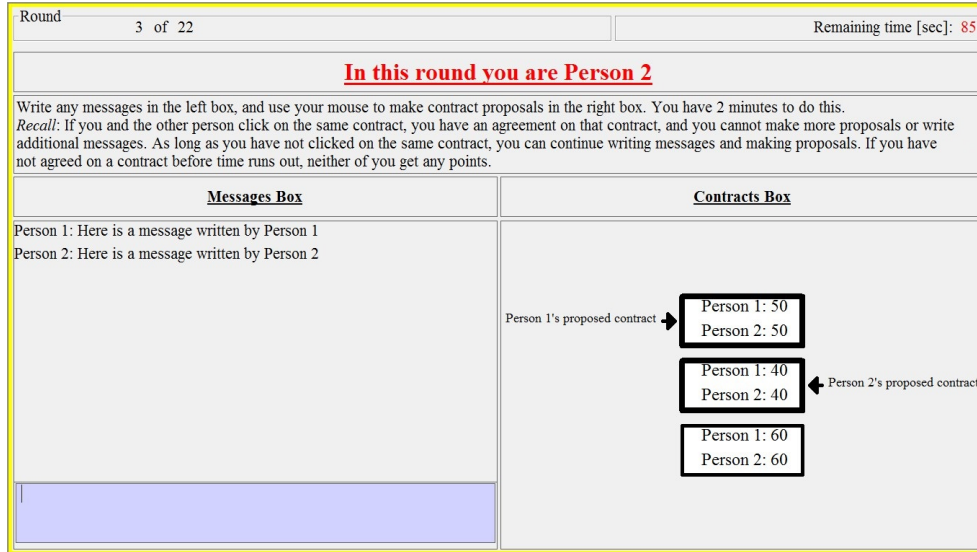 Round
3 of 22
Remaining time [sec]: 85
In this round you are Person 2
Write any messages in the left box, and use your mouse to make contract proposals in the right box. You have 2 minutes to do this.
Recall: If you and the other person click on the same contract, you have an agreement on that contract, and you cannot make more proposals or write
additional messages. As long as you have not clicked on the same contract, you can continue writing messages and making proposals. If you have
not agreed on a contract before time runs out, neither of you get any points.
Messages Box
Contracts Box
Person 1: Here is a message written by Person 1
Person 2: Here is a message written by Person 2
Person 1's proposed contract
Person 1: 50
Person 2: 50
Person 1: 40
Person 2: 40
Person 2's proposed contract
Person 1: 60
Person 2: 60